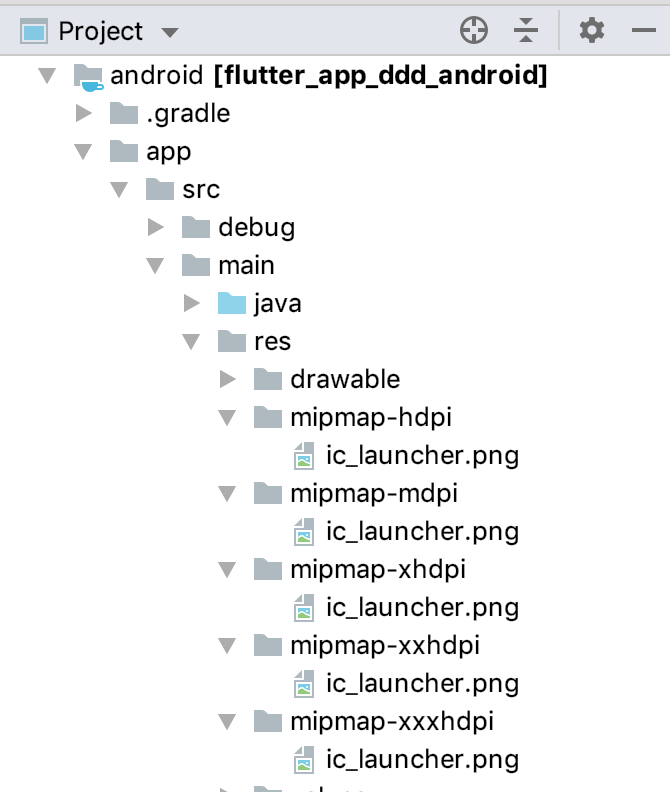 Project
android [flutter_app_ddd_android]
.gradle
app
src
debug
main
java
res
drawable
mipmap-hdpi
ic_launcher.png
mipmap-mdpi
ic_launcher.png
mipmap-xhdpi
ic_launcher.png
mipmap-xxhdpi
ic_launcher.png
mipmap-xxxhdpi
ic_launcher.png